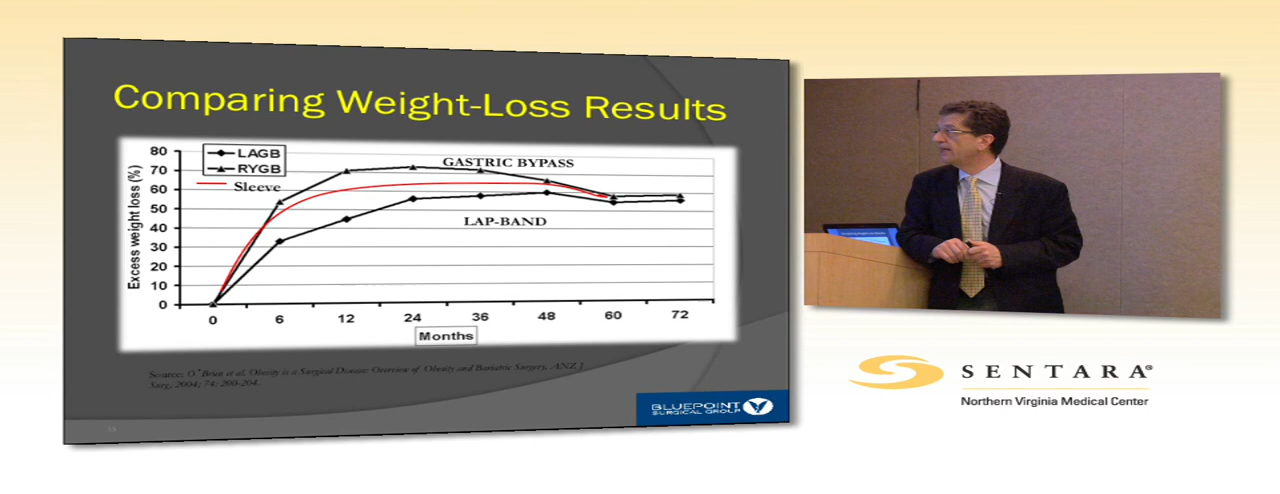 Comparing Weight-Loss Results
LAGB
RYGB
Sleeve
GASTRIC BYPASS
LAP-BAND
Excess weight loss (%)
80
70
60
50
40
30
20
10
0
0 6 12 24 36 48 60 72
Months
Source: O'Brien et al, Obesity is a Surgical Disease: Overview of Obesity and Bariatric Surgery, ANZ J
Surg, 2004; 74: 200-204.
BLUEPOINT
SURGICAL GROUP
SENTARA®
Northern Virginia Medical Center